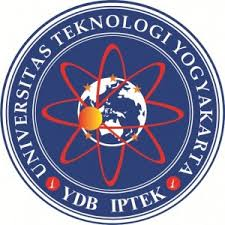 UNIVERSITAS TEKNOLOGI YOGYAKARTA
YDB IPTEK